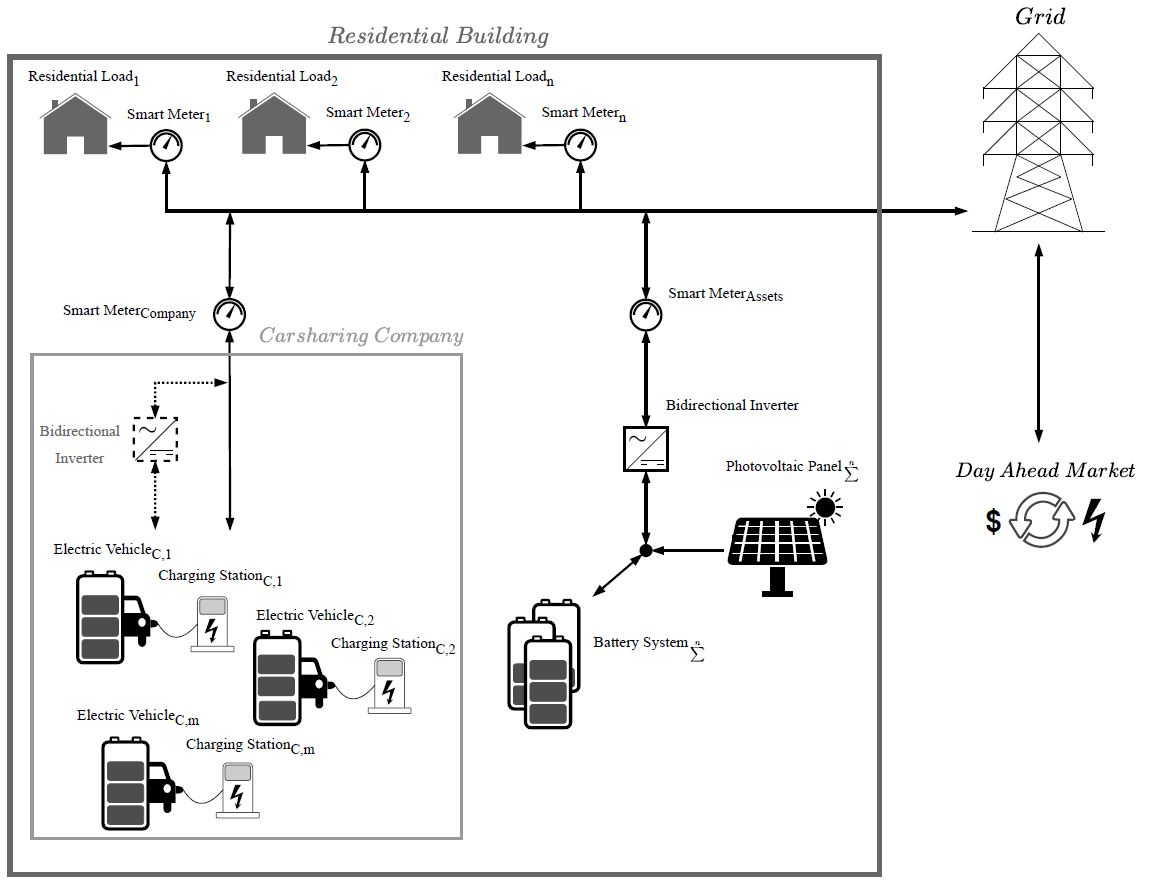 Grid
Residential Building
Residential Load1
Residential Load2
Residential Loadn
Smart Meter1
Smart Meter2
Smart Metern
Smart MeterCompany
Smart MeterAssets
Carsharing Company
Bidirectional
Inverter
Bidirectional Inverter
Photovoltaic Panel n∑
Day Ahead Market
$
Electric VehicleC,1
Charging StationC,1
Electric VehicleC,2
Charging StationC,2
Battery System n∑
Electric VehicleC,m
Charging StationC,m